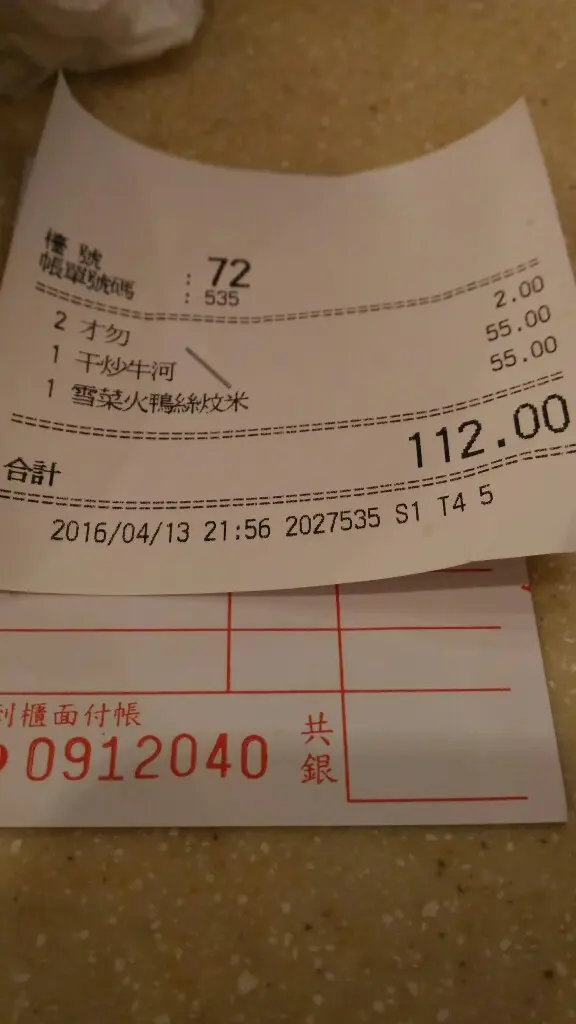 檯號 : 72
帳單號碼 : 535
2 才勿 2.00
1 干炒牛河 55.00
1 雪菜火鴨絲炆米 55.00
合計 112.00
2016/04/13 21:56 2027535 S1 T4 5
到櫃面付帳
0912040
共銀